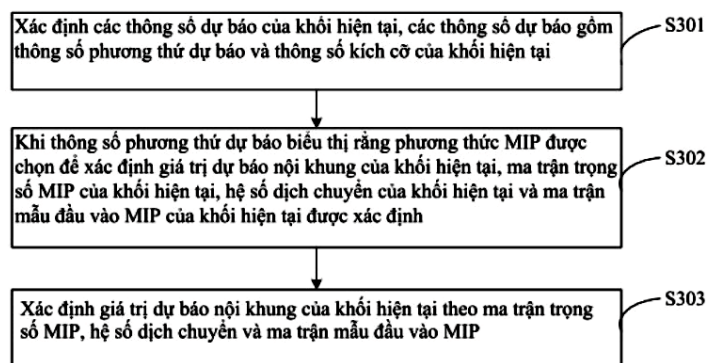 Xác định các thông số dự báo của khối hiện tại, các thông số dự báo gồm
thông số phương thứ dự báo và thông số kích cỡ của khối hiện tại
S301
Khi thông số phương thứ dự báo biểu thị rằng phương thức MIP được
chọn để xác định giá trị dự báo nội khung của khối hiện tại, ma trận trọng
số MIP của khối hiện tại, hệ số dịch chuyển của khối hiện tại và ma trận
mẫu đầu vào MIP của khối hiện tại được xác định
S302
Xác định giá trị dự báo nội khung của khối hiện tại theo ma trận trọng
số MIP, hệ số dịch chuyển và ma trận mẫu đầu vào MIP
S303